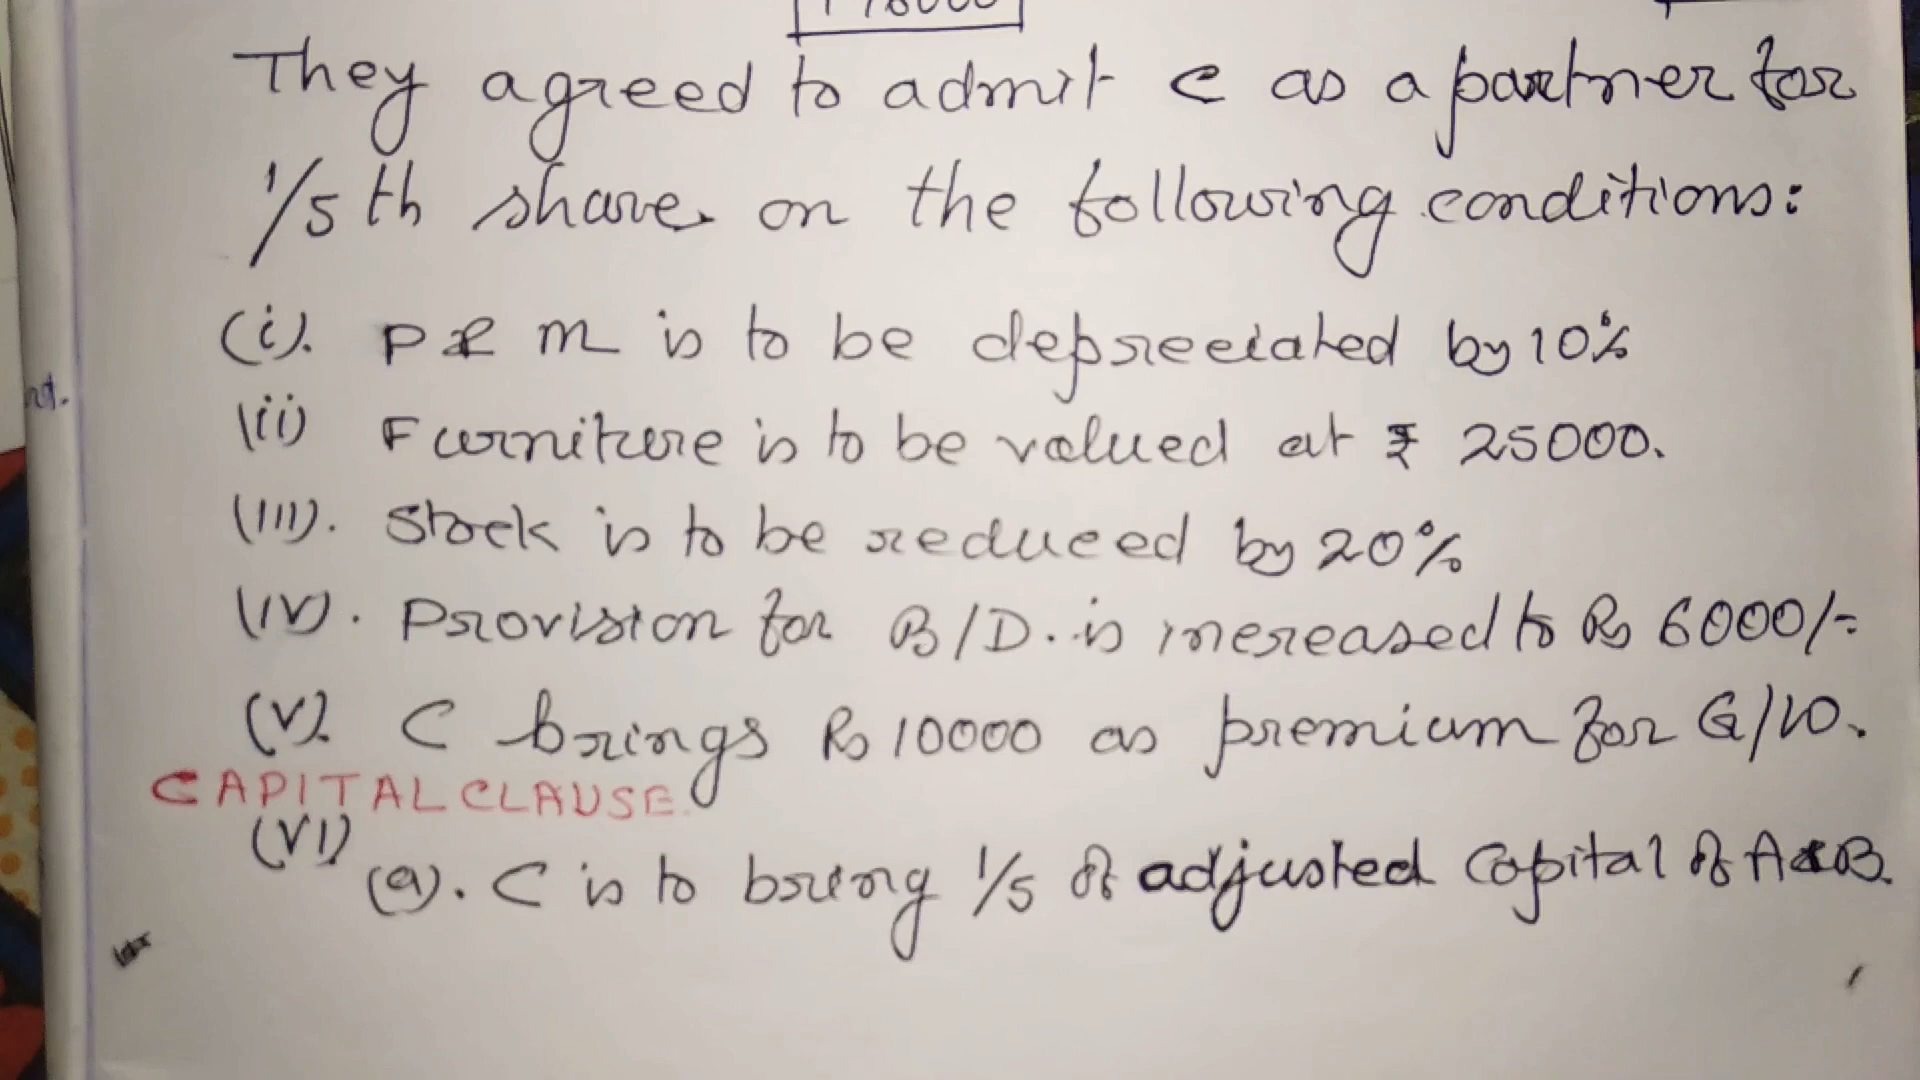 They agreed to admit C as a partner for
1/5th share on the following conditions:
(i). P & M is to be depreciated by 10%
(ii) Furniture is to be valued at ₹ 25000.
(III). Stock is to be reduced by 20%
(IV). Provision for B/D. is increased to Rs 6000/-
(V). C brings Rs 10000 as premium for G/W.
CAPITAL CLAUSE.
(VI)
(a). C is to bring 1/5 of adjusted Capital of A & B.